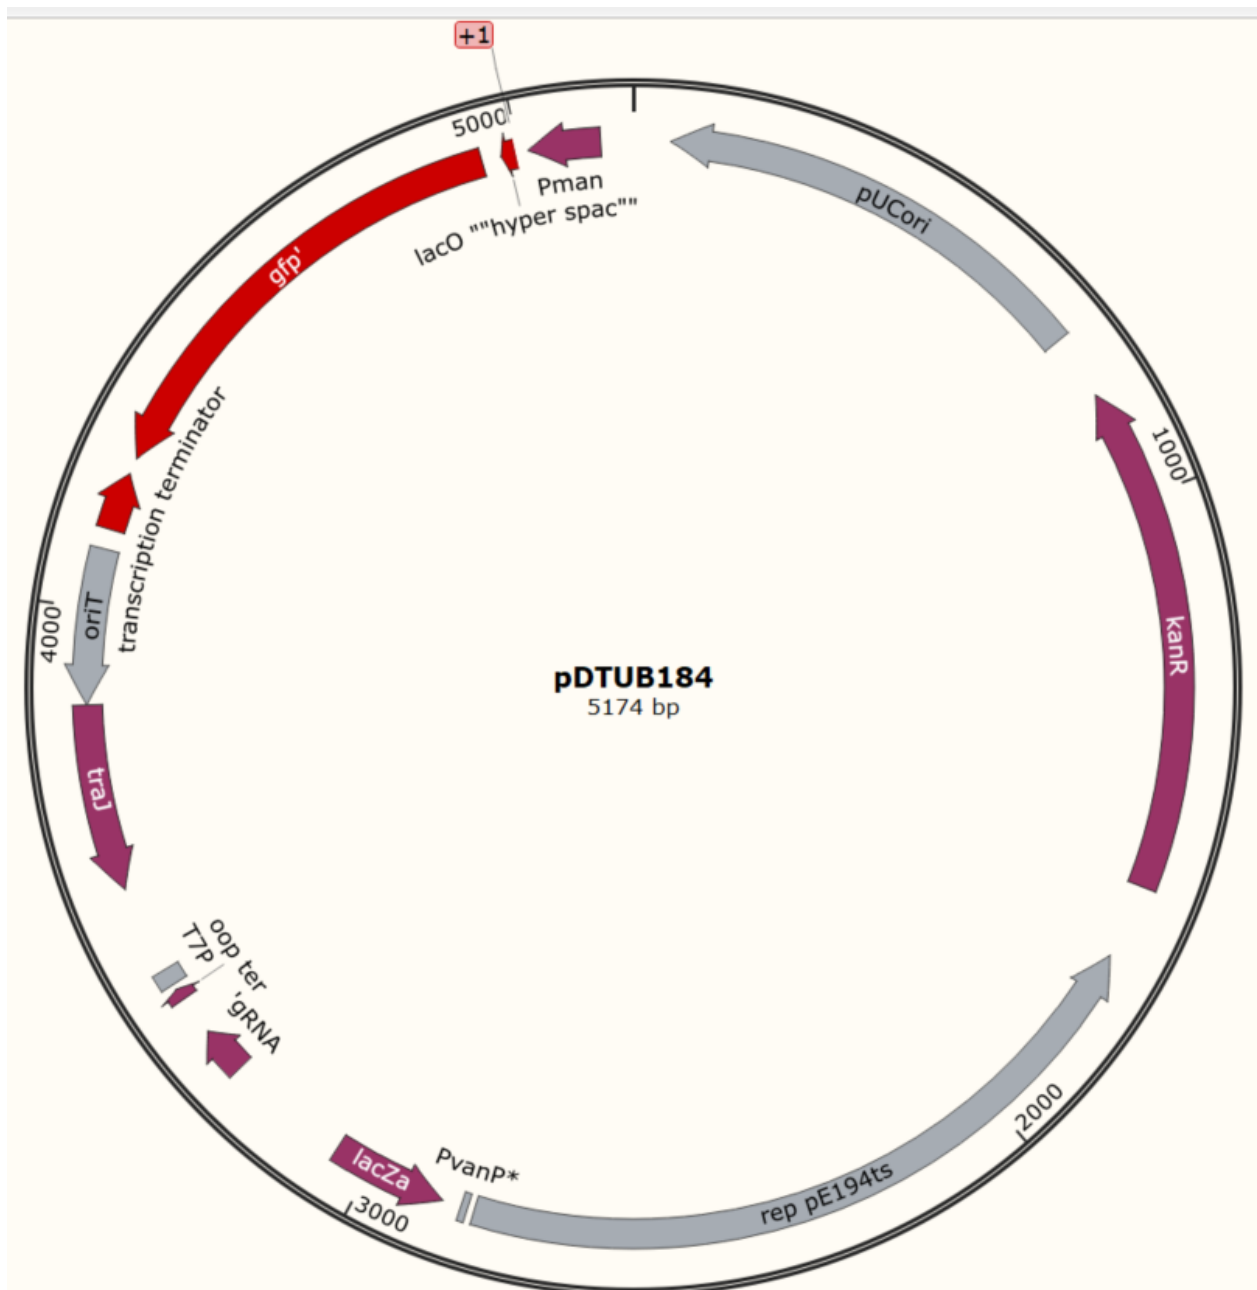 +1
5000
Pman
lacO ""hyper spac""
pUCori
gfp'
1000
transcription terminator
oriT
4000
kanR
pDTUB184
5174 bp
traJ
oop ter
T7P
'gRNA
2000
PvanP*
lacZa
rep pE194ts
3000